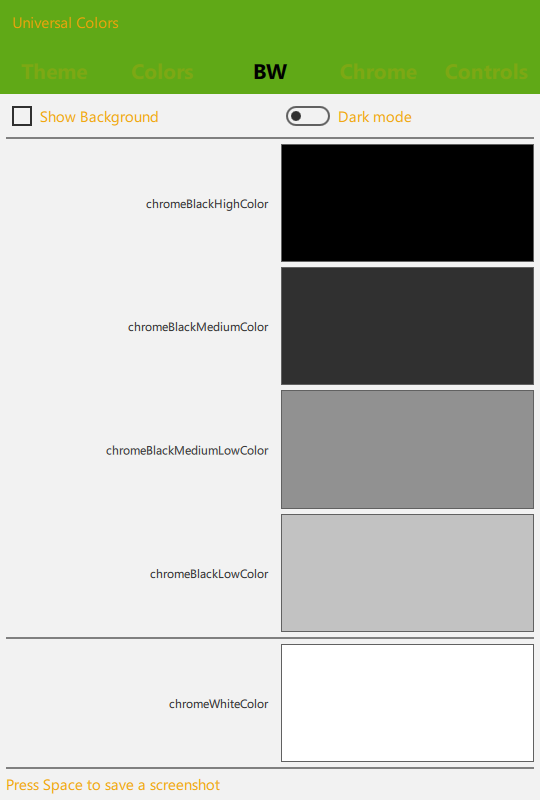 Universal Colors
Theme Colors BW Chrome Controls
Show Background Dark mode
chromeBlackHighColor
chromeBlackMediumColor
chromeBlackMediumLowColor
chromeBlackLowColor
chromeWhiteColor
Press Space to save a screenshot